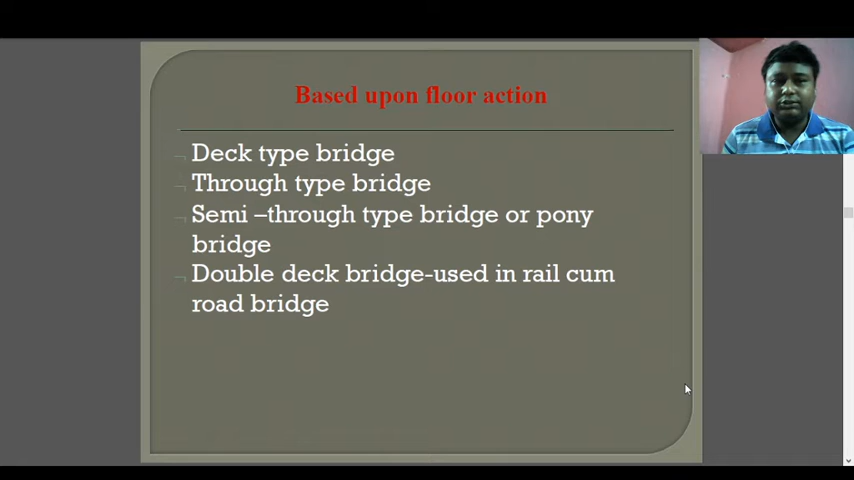 Based upon floor action
Deck type bridge
Through type bridge
Semi –through type bridge or pony
bridge
Double deck bridge-used in rail cum
road bridge